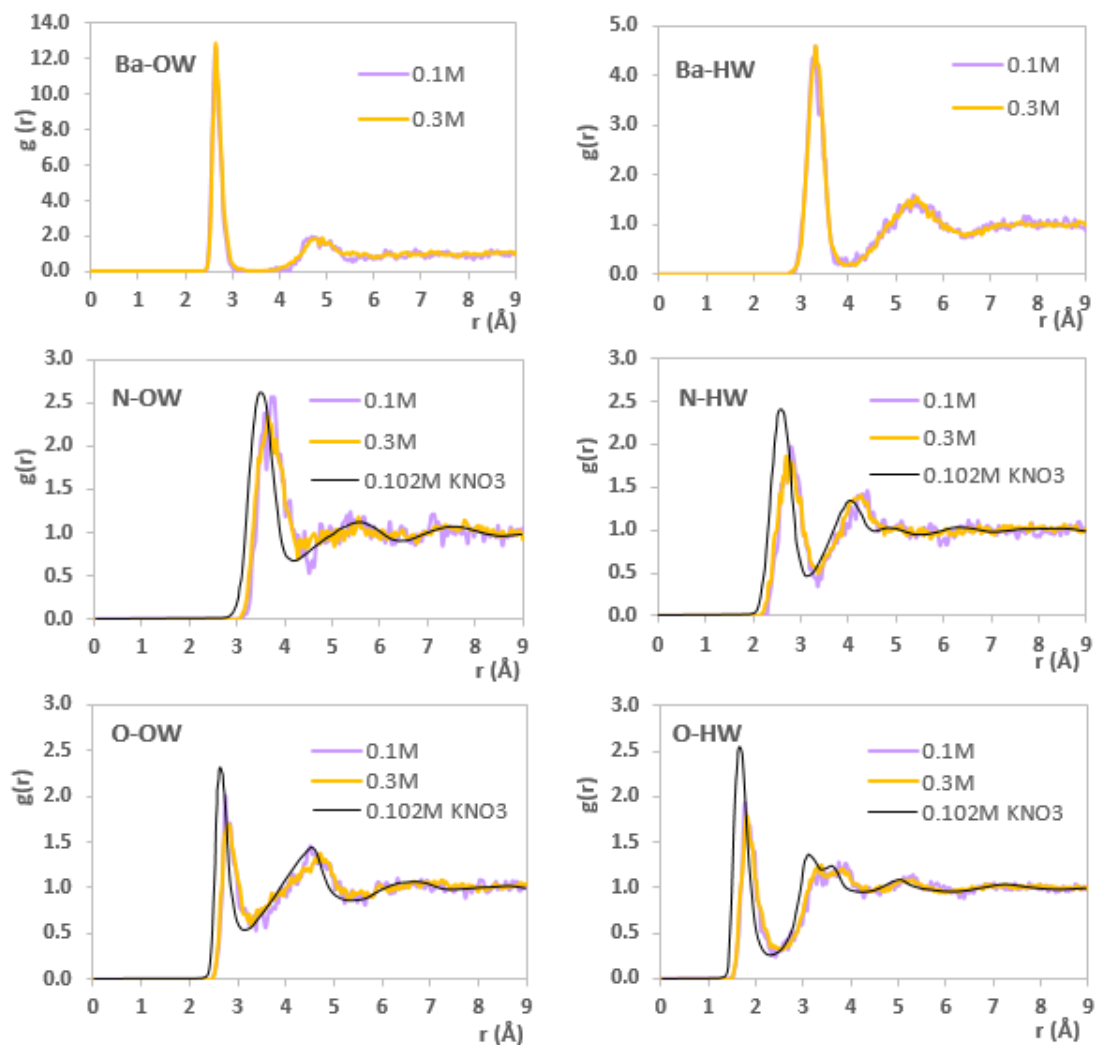 Ba-OW
0.1M
0.3M
g (r)
14.0
12.0
10.0
8.0
6.0
4.0
2.0
0.0
0 1 2 3 4 5 6 7 8 9
r (Å)
Ba-HW
0.1M
0.3M
g(r)
5.0
4.0
3.0
2.0
1.0
0.0
0 1 2 3 4 5 6 7 8 9
r (Å)
N-OW
0.1M
0.3M
0.102M KNO3
g(r)
3.0
2.5
2.0
1.5
1.0
0.5
0.0
0 1 2 3 4 5 6 7 8 9
r (Å)
N-HW
0.1M
0.3M
0.102M KNO3
g(r)
3.0
2.5
2.0
1.5
1.0
0.5
0.0
0 1 2 3 4 5 6 7 8 9
r (Å)
O-OW
0.1M
0.3M
0.102M KNO3
g(r)
3.0
2.5
2.0
1.5
1.0
0.5
0.0
0 1 2 3 4 5 6 7 8 9
r (Å)
O-HW
0.1M
0.3M
0.102M KNO3
g(r)
3.0
2.5
2.0
1.5
1.0
0.5
0.0
0 1 2 3 4 5 6 7 8 9
r (Å)